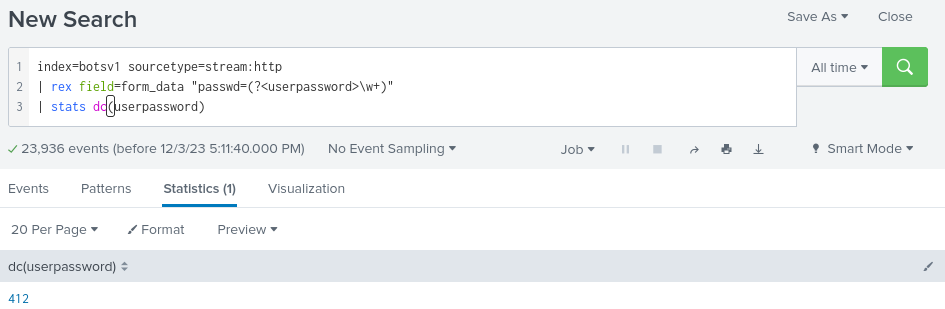 New Search
Save As
Close
1 index=botsv1 sourcetype=stream:http
2 | rex field=form_data "passwd=(?<userpassword>\w+)"
3 | stats dc(userpassword)
All time
23,936 events (before 12/3/23 5:11:40.000 PM)
No Event Sampling
Job
Smart Mode
Events
Patterns
Statistics (1)
Visualization
20 Per Page
Format
Preview
dc(userpassword)
412